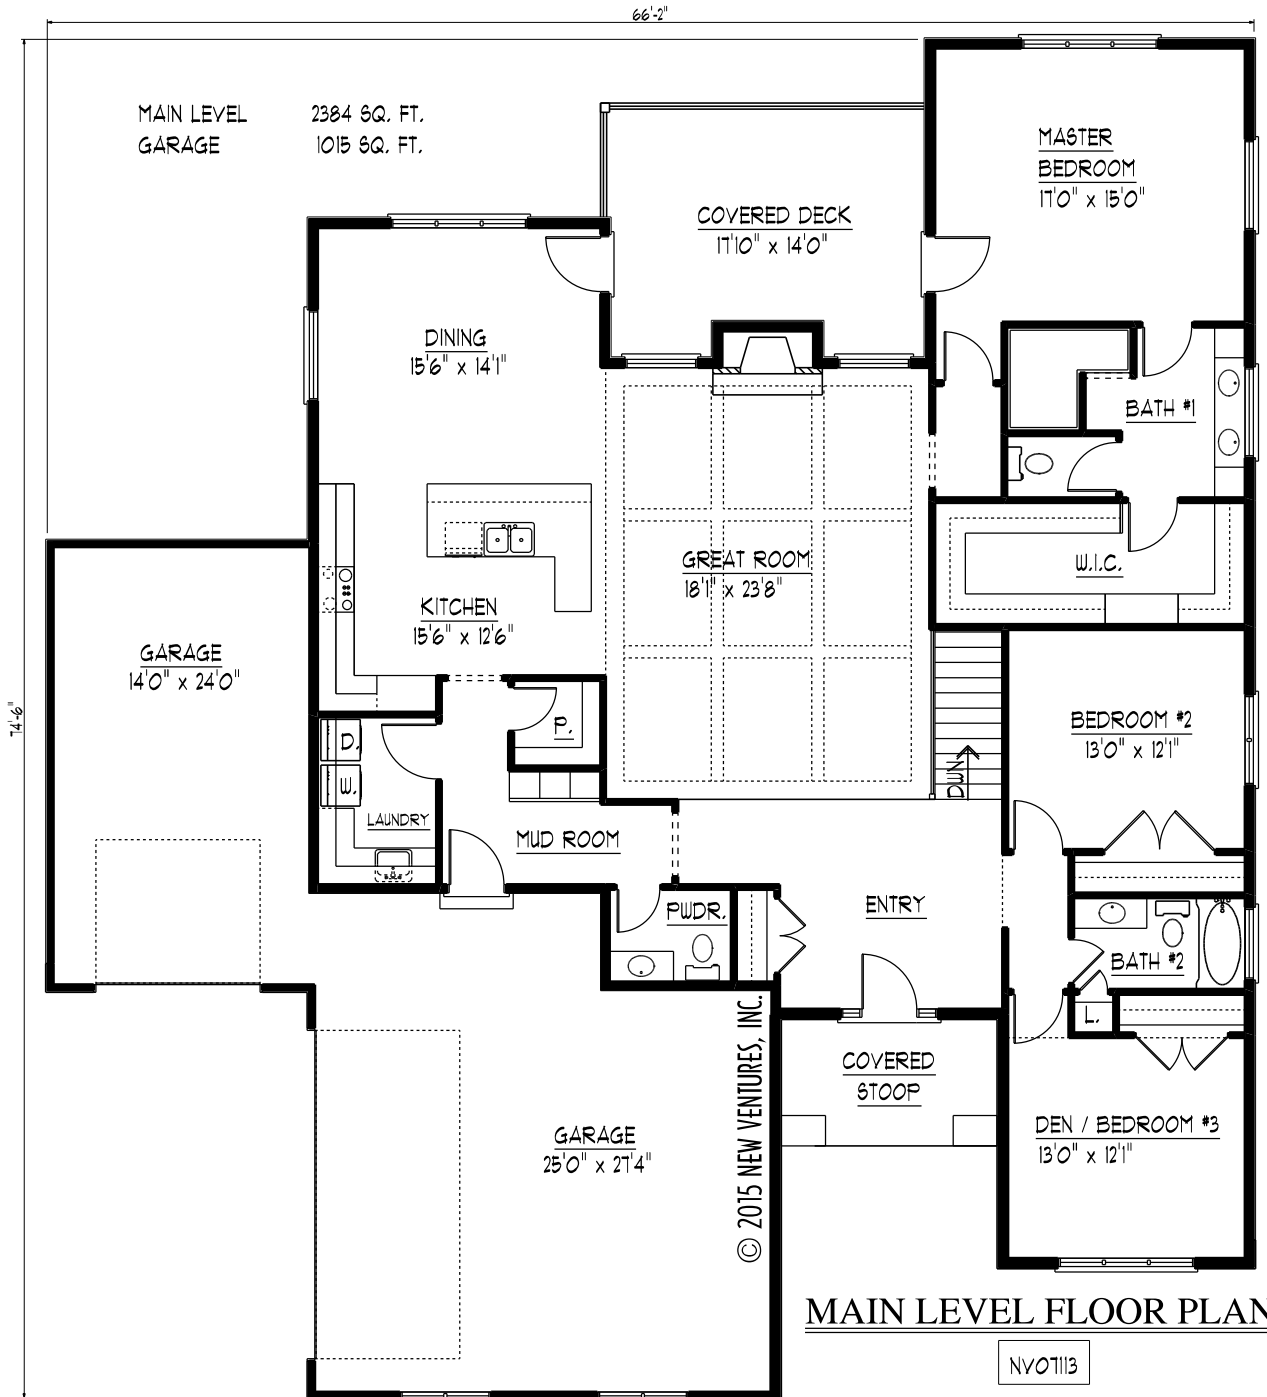 66'-2"
MAIN LEVEL 2384 SQ. FT.
GARAGE 1015 SQ. FT.
MASTER
BEDROOM
17'0" x 15'0"
COVERED DECK
17'10" x 14'0"
DINING
15'6" x 14'1"
BATH #1
GREAT ROOM
18'1" x 23'8"
W.I.C.
KITCHEN
15'6" x 12'6"
GARAGE
14'0" x 24'0"
74'-6"
P.
D.
W.
LAUNDRY
MUD ROOM
DWN
BEDROOM #2
13'0" x 12'1"
ENTRY
PWDR.
BATH #2
L.
COVERED
STOOP
© 2015 NEW VENTURES, INC.
GARAGE
25'0" x 27'4"
DEN / BEDROOM #3
13'0" x 12'1"
MAIN LEVEL FLOOR PLAN
NV07113